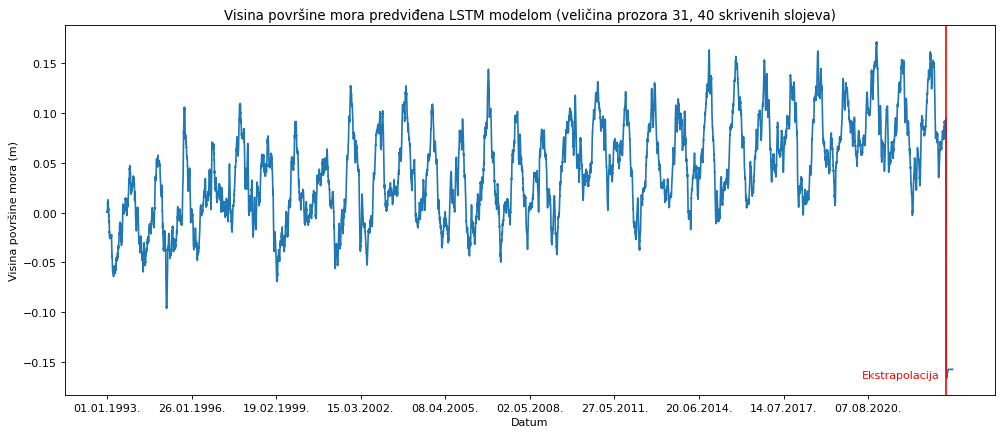 Visina površine mora predviđena LSTM modelom (veličina prozora 31, 40 skrivenih slojeva)
Visina površine mora (m)
0.15
0.10
0.05
0.00
−0.05
−0.10
−0.15
Ekstrapolacija
01.01.1993. 26.01.1996. 19.02.1999. 15.03.2002. 08.04.2005. 02.05.2008. 27.05.2011. 20.06.2014. 14.07.2017. 07.08.2020.
Datum